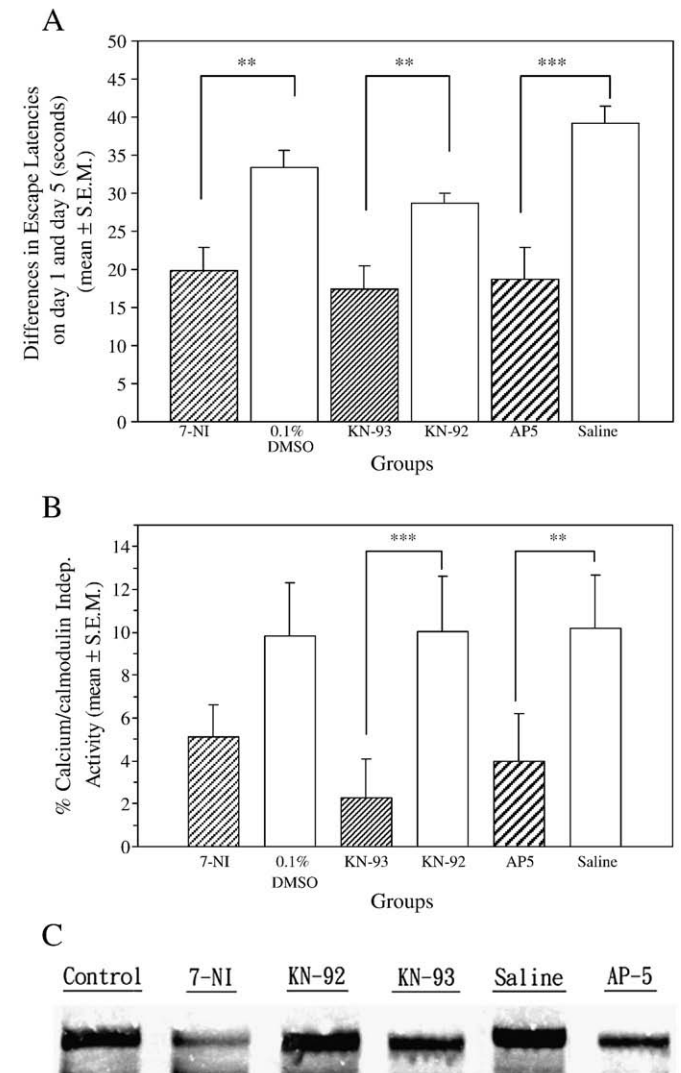 A
Differences in Escape Latencies
on day 1 and day 5 (seconds)
(mean ± S.E.M.)
50
45
40
35
30
25
20
15
10
5
0
** ** ***
7-NI 0.1% KN-93 KN-92 AP5 Saline
DMSO
Groups
B
% Calcium/calmodulin Indep.
Activity (mean ± S.E.M.)
14
12
10
8
6
4
2
0
*** **
7-NI 0.1% KN-93 KN-92 AP5 Saline
DMSO
Groups
C
Control 7-NI KN-92 KN-93 Saline AP-5